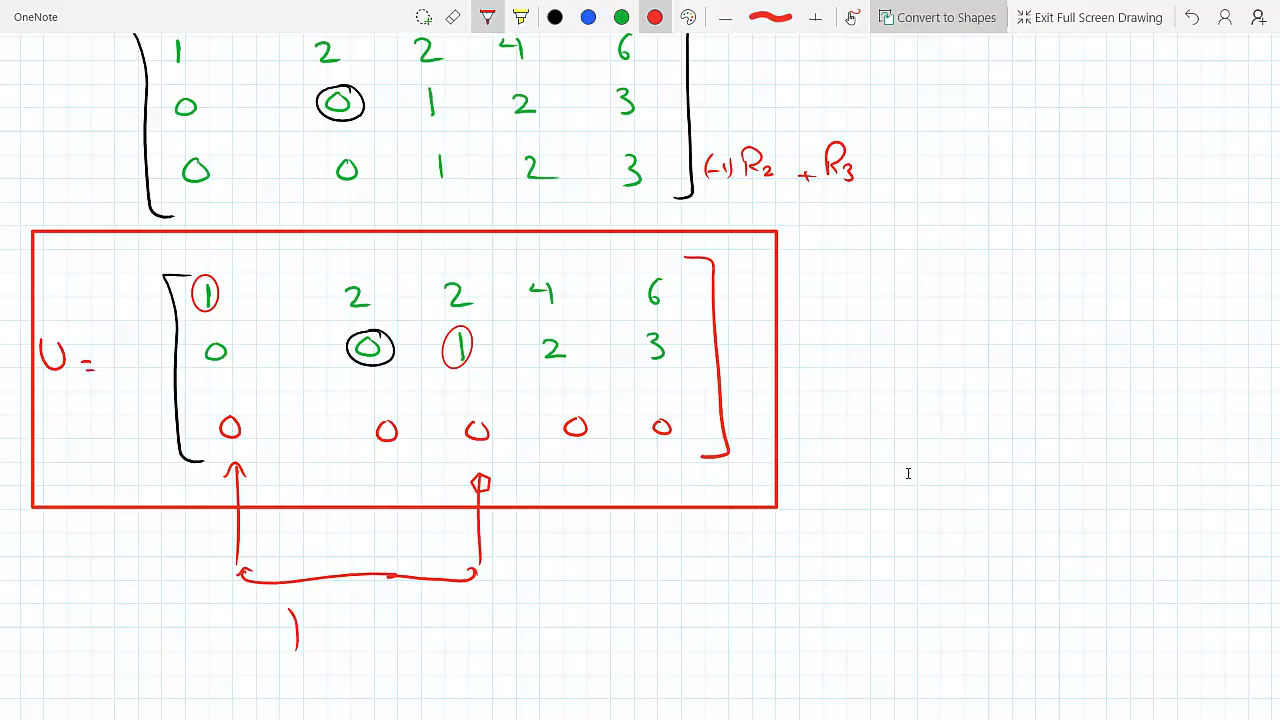 OneNote
Convert to Shapes Exit Full Screen Drawing
1 2 2 4 6
0 0 1 2 3
0 0 1 2 3 (-1) R2 + R3
1 2 2 4 6
U = 0 0 1 2 3
0 0 0 0 0